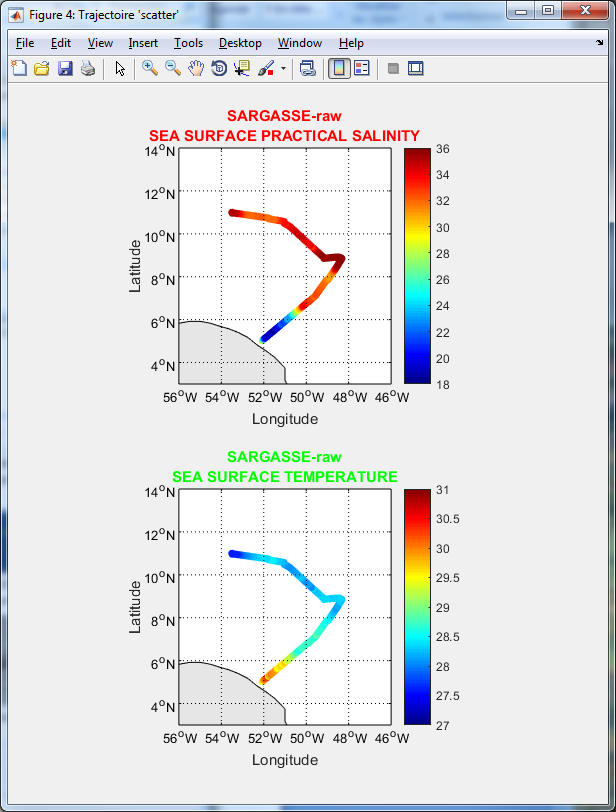 Figure 4: Trajectoire 'scatter'
File Edit View Insert Tools Desktop Window Help
SARGASSE-raw
SEA SURFACE PRACTICAL SALINITY
14°N
12°N
10°N
8°N
6°N
4°N
Latitude
56°W 54°W 52°W 50°W 48°W 46°W
Longitude
36
34
32
30
28
26
24
22
20
18
SARGASSE-raw
SEA SURFACE TEMPERATURE
14°N
12°N
10°N
8°N
6°N
4°N
Latitude
56°W 54°W 52°W 50°W 48°W 46°W
Longitude
31
30.5
30
29.5
29
28.5
28
27.5
27